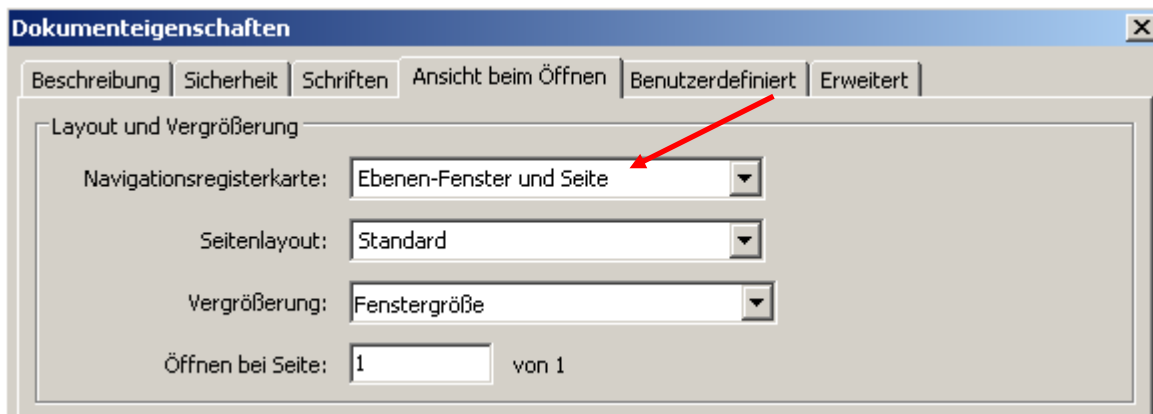 Dokumenteigenschaften
Beschreibung Sicherheit Schriften Ansicht beim Öffnen Benutzerdefiniert Erweitert
Layout und Vergrößerung
Navigationsregisterkarte: Ebenen-Fenster und Seite
Seitenlayout: Standard
Vergrößerung: Fenstergröße
Öffnen bei Seite: 1 von 1